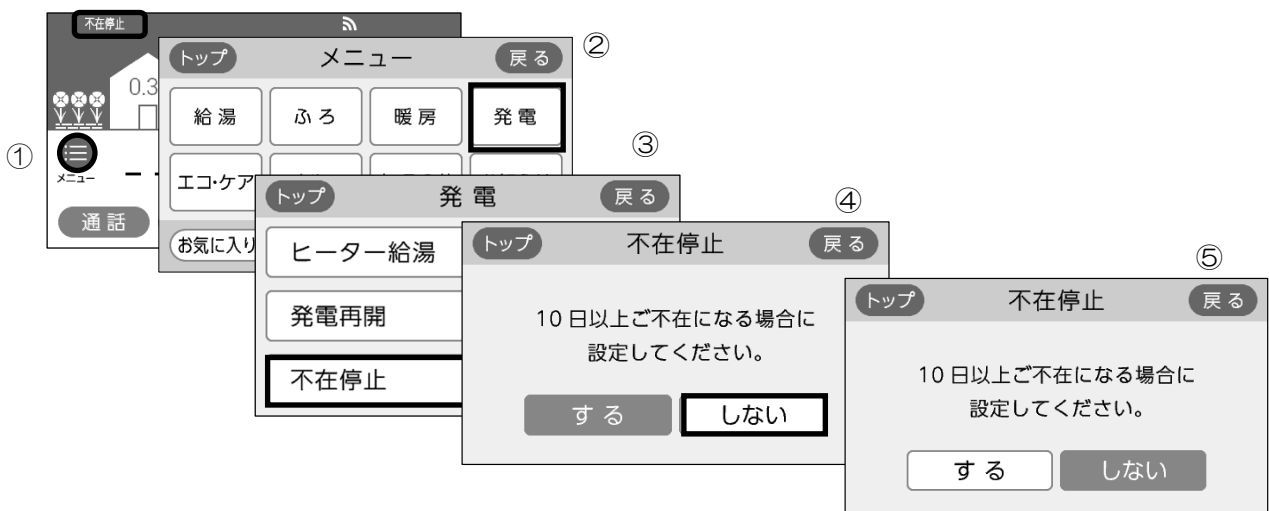 ①
不在停止
0.3
メニュー
通話
②
トップ
メニュー
戻る
給湯
ふろ
暖房
発電
エコ・ケア
お気に入り
③
トップ
発電
戻る
ヒーター給湯
発電再開
不在停止
④
トップ
不在停止
戻る
10日以上ご不在になる場合に
設定してください。
する
しない
⑤
トップ
不在停止
戻る
10日以上ご不在になる場合に
設定してください。
する
しない